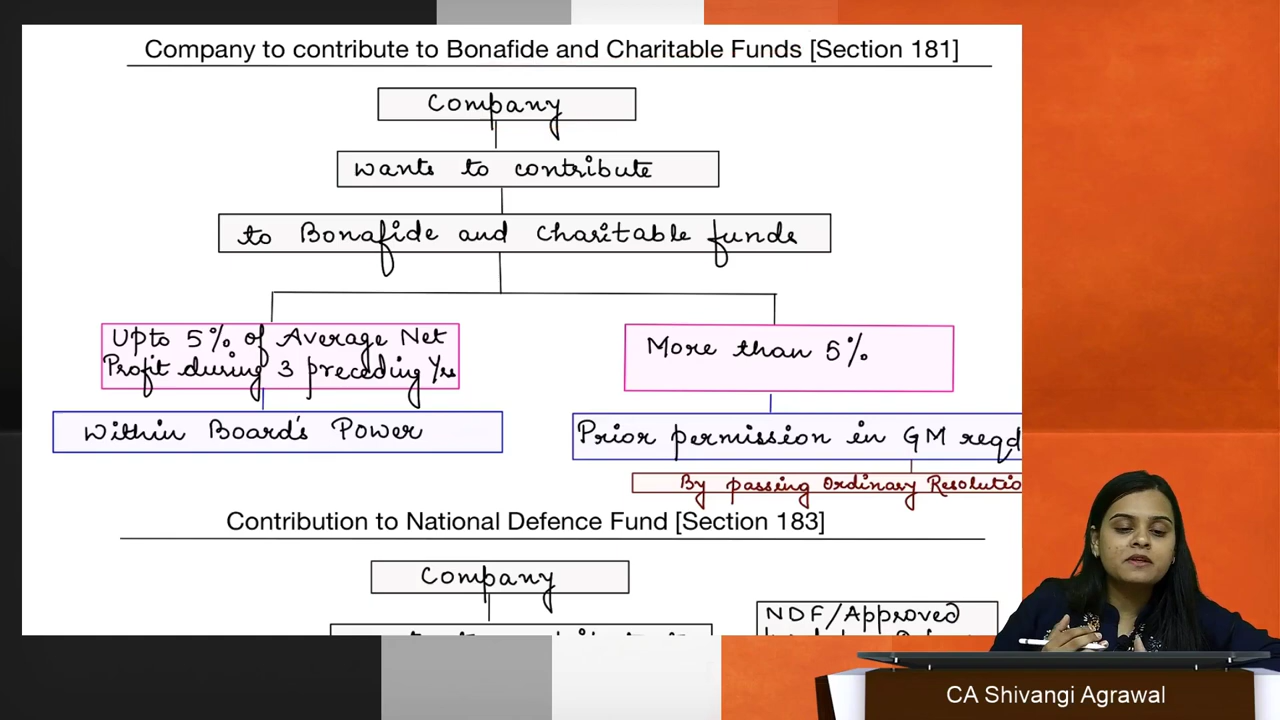 Company to contribute to Bonafide and Charitable Funds [Section 181]
Company
wants to contribute
to Bonafide and Charitable funds
Upto 5% of Average Net
Profit during 3 preceding Yrs
More than 5%
Within Board's Power
Prior permission in GM reqd
By passing Ordinary Resolutio
Contribution to National Defence Fund [Section 183]
Company
NDF/Approved
CA Shivangi Agrawal